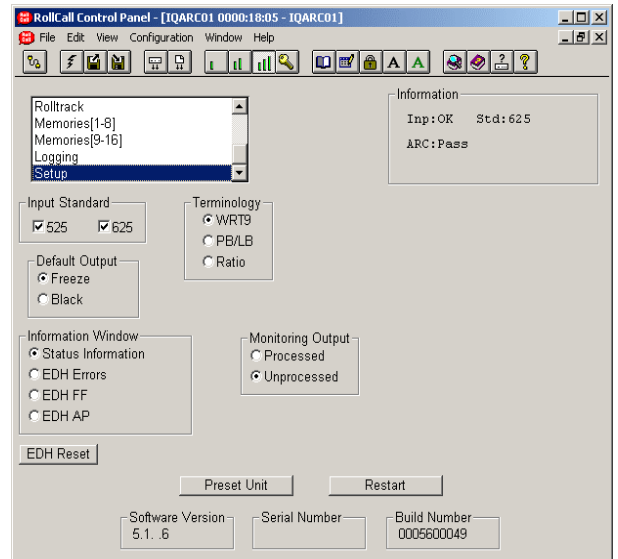 RollCall Control Panel - [IQARC01 0000:18:05 - IQARC01]
File Edit View Configuration Window Help
A A
Rolltrack
Memories[1-8]
Memories[9-16]
Logging
Setup
Information
Inp:OK Std:625
ARC:Pass
Input Standard
525 625
Terminology
WRT9
PB/LB
Ratio
Default Output
Freeze
Black
Information Window
Status Information
EDH Errors
EDH FF
EDH AP
Monitoring Output
Processed
Unprocessed
EDH Reset
Preset Unit Restart
Software Version
5.1. .6
Serial Number
Build Number
0005600049